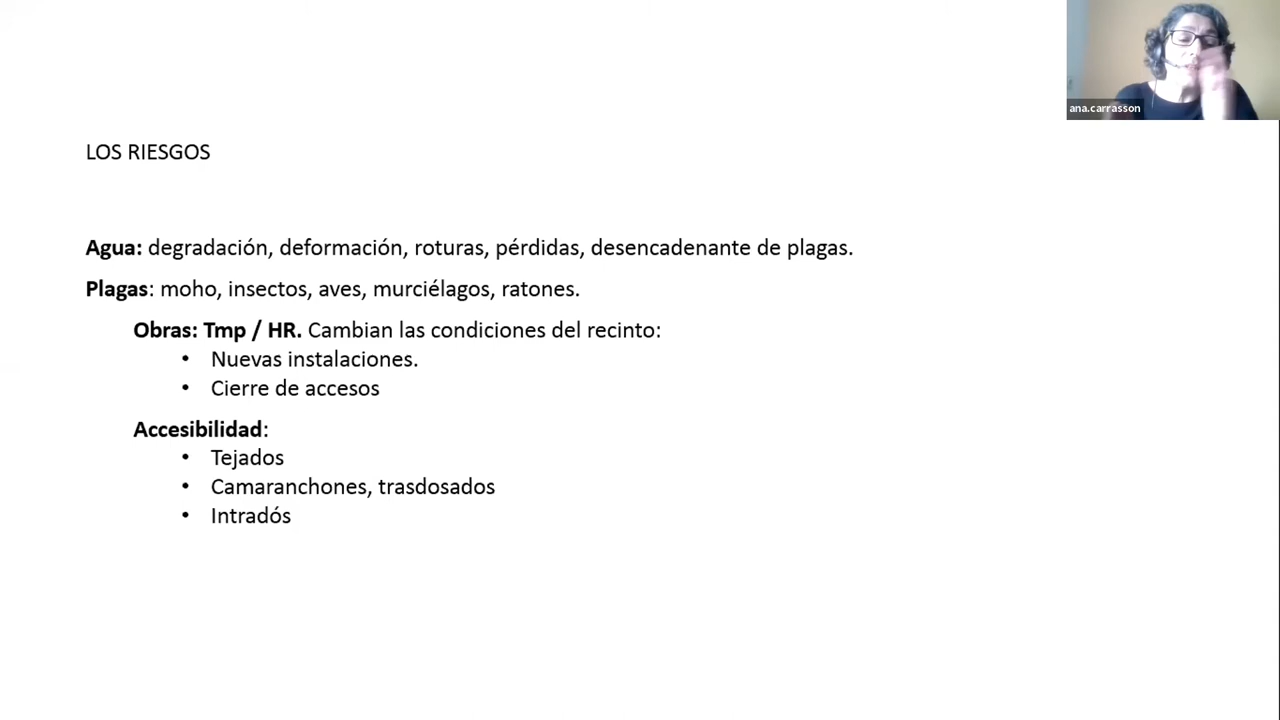 ana.carrasson
LOS RIESGOS
Agua: degradación, deformación, roturas, pérdidas, desencadenante de plagas.
Plagas: moho, insectos, aves, murciélagos, ratones.
Obras: Tmp / HR. Cambian las condiciones del recinto:
• Nuevas instalaciones.
• Cierre de accesos
Accesibilidad:
• Tejados
• Camaranchones, trasdosados
• Intradós